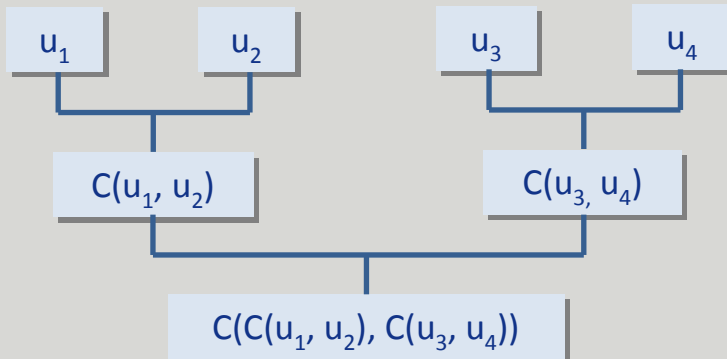 u₁ u₂ u₃ u₄
C(u₁, u₂) C(u₃, u₄)
C(C(u₁, u₂), C(u₃, u₄))